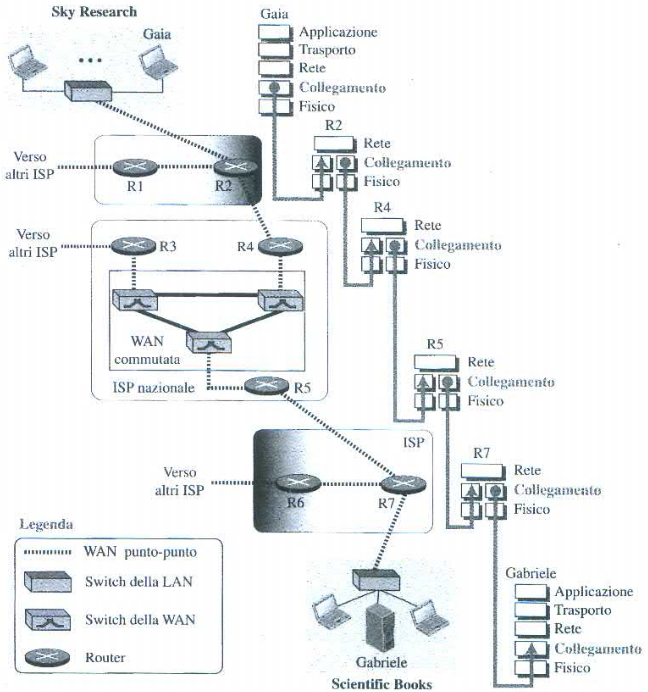 Sky Research
Gaia
Verso
altri ISP
R1
R2
Verso
altri ISP
R3
R4
WAN
commutata
ISP nazionale
R5
ISP
Verso
altri ISP
R6
R7
Gabriele
Scientific Books
Legenda
WAN punto-punto
Switch della LAN
Switch della WAN
Router
Gaia
Applicazione
Trasporto
Rete
Collegamento
Fisico
R2
Rete
Collegamento
Fisico
R4
Rete
Collegamento
Fisico
R5
Rete
Collegamento
Fisico
R7
Rete
Collegamento
Fisico
Gabriele
Applicazione
Trasporto
Rete
Collegamento
Fisico